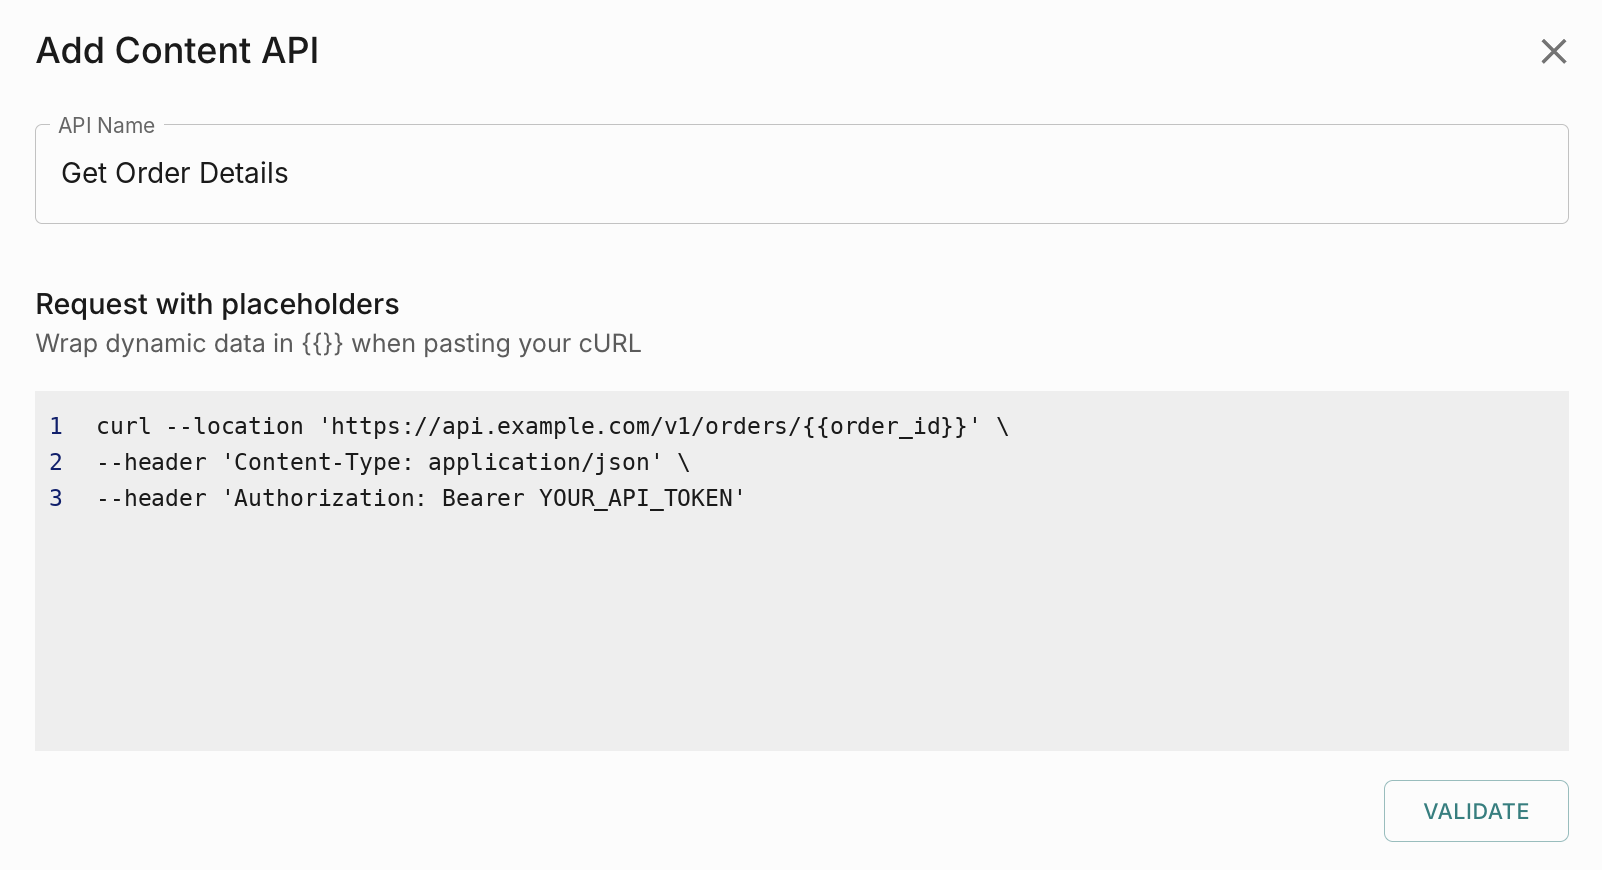 Add Content API
API Name
Get Order Details
Request with placeholders
Wrap dynamic data in {{}} when pasting your cURL
1 curl --location 'https://api.example.com/v1/orders/{{order_id}}' \
2 --header 'Content-Type: application/json' \
3 --header 'Authorization: Bearer YOUR_API_TOKEN'
VALIDATE